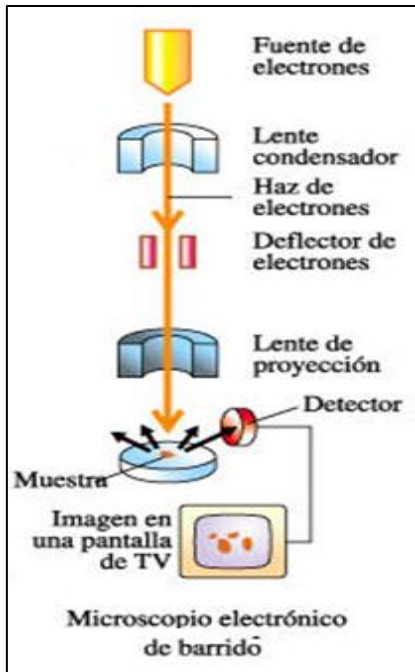 Fuente de
electrones
Lente
condensador
Haz de
electrones
Deflector de
electrones
Lente de
proyección
Detector
Muestra
Imagen en
una pantalla
de TV
Microscopio electrónico
de barrido